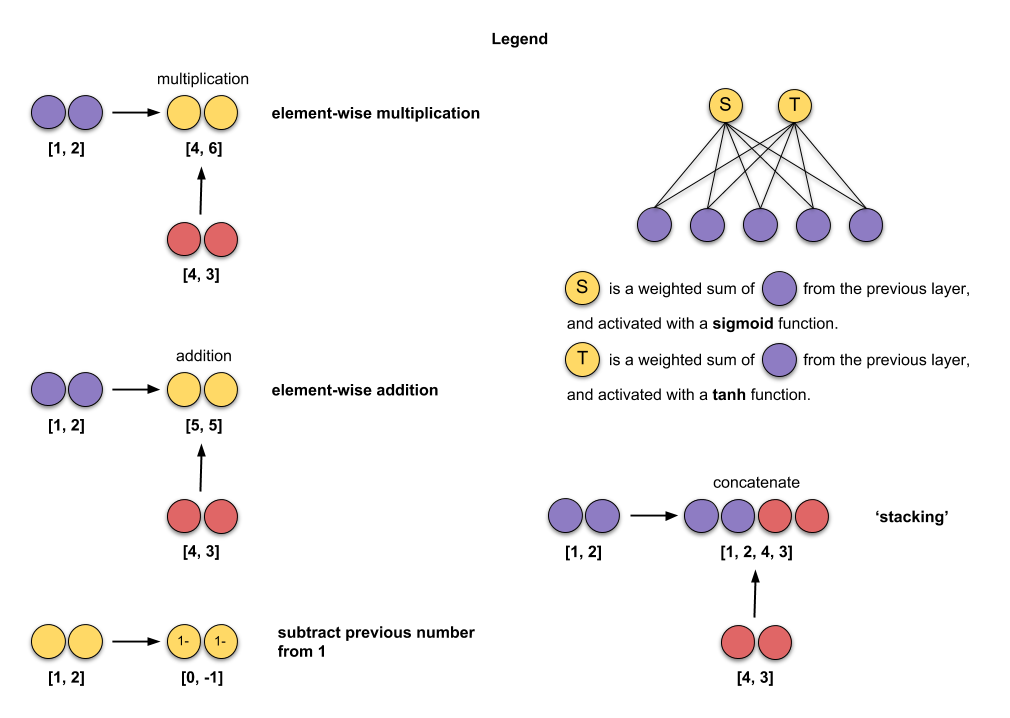 Legend
multiplication
element-wise multiplication
[1, 2]
[4, 6]
[4, 3]
addition
element-wise addition
[1, 2]
[5, 5]
[4, 3]
1-
1-
subtract previous number
from 1
[1, 2]
[0, -1]
S
T
S is a weighted sum of from the previous layer,
and activated with a sigmoid function.
T is a weighted sum of from the previous layer,
and activated with a tanh function.
concatenate
‘stacking’
[1, 2]
[1, 2, 4, 3]
[4, 3]